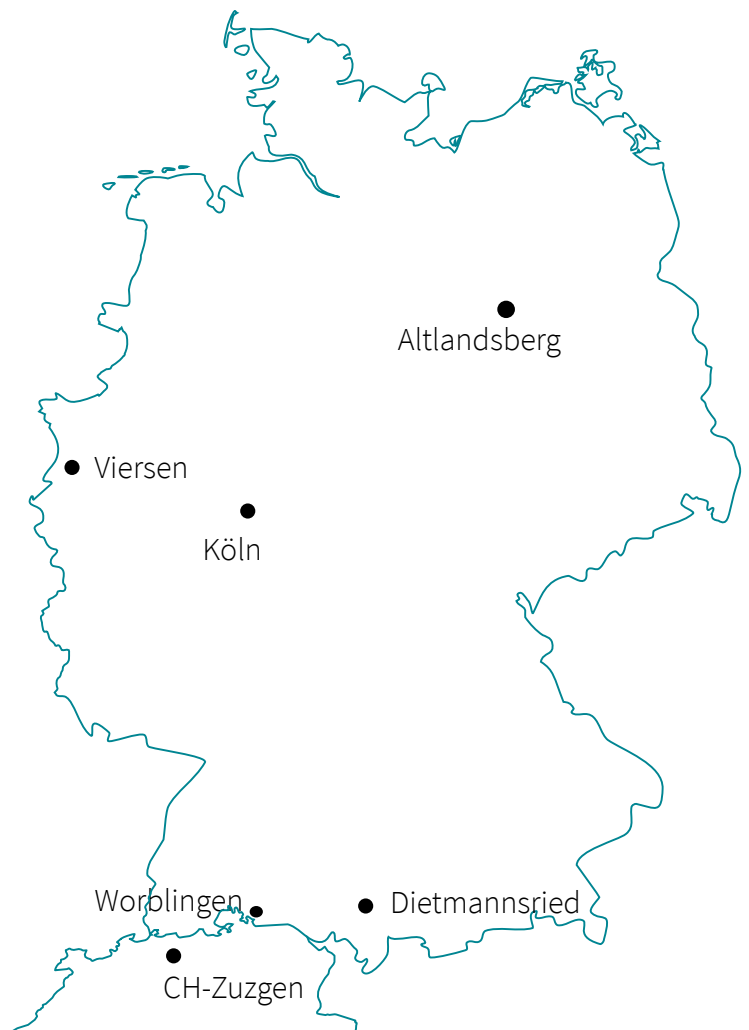 Altlandsberg
Viersen
Köln
Worblingen
Dietmannsried
CH-Zuzgen